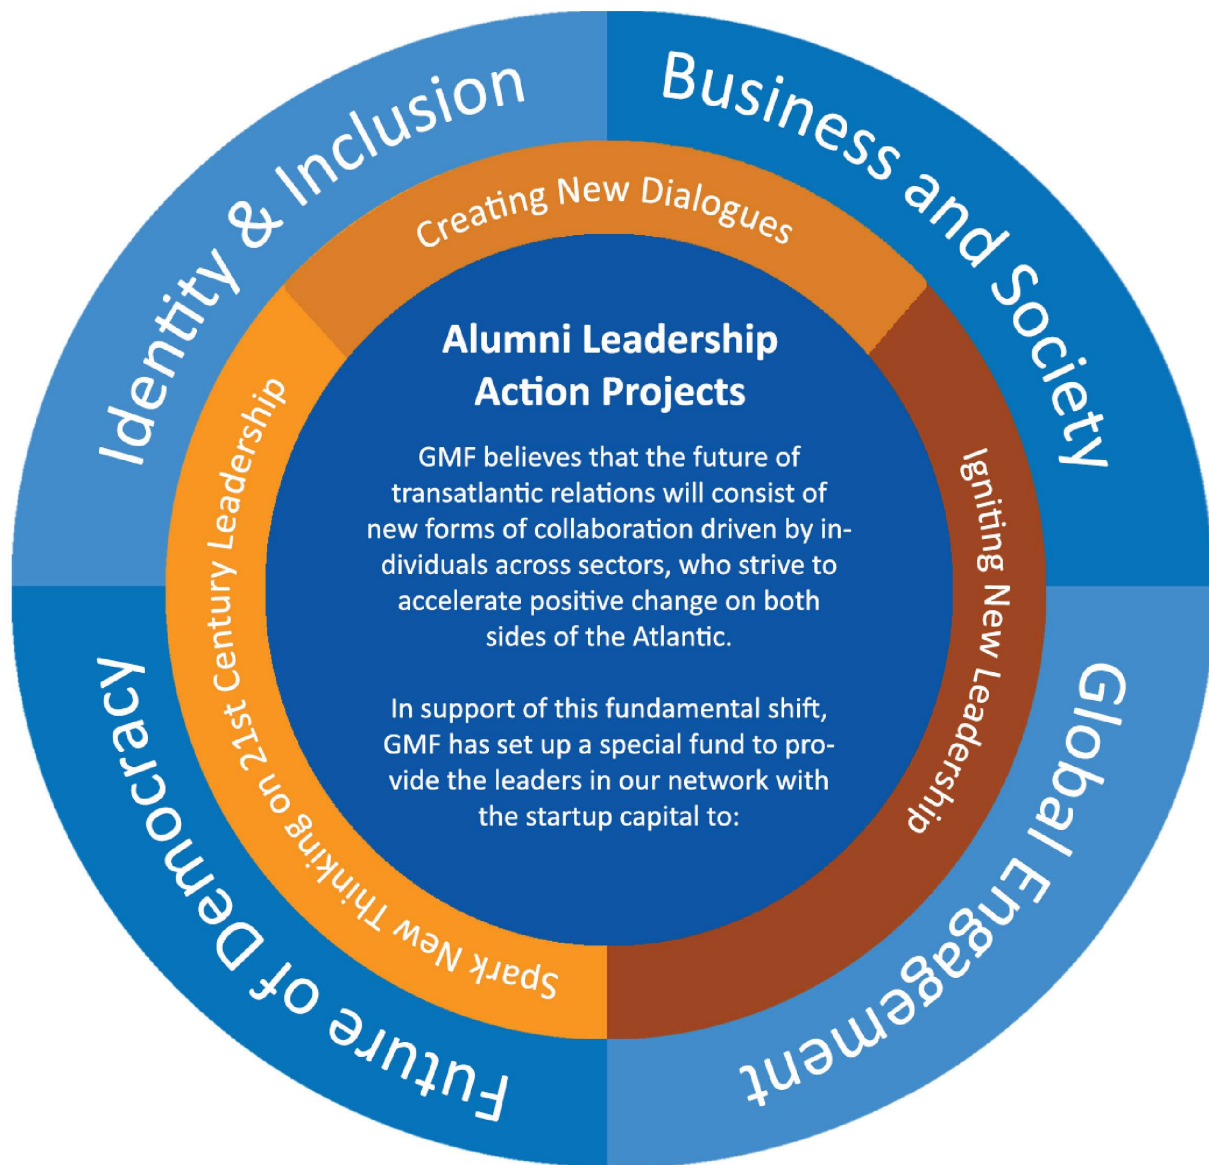 Identity & Inclusion
Business and Society
Creating New Dialogues
Alumni Leadership
Action Projects
GMF believes that the future of
transatlantic relations will consist of
new forms of collaboration driven by in-
dividuals across sectors, who strive to
accelerate positive change on both
sides of the Atlantic.
In support of this fundamental shift,
GMF has set up a special fund to pro-
vide the leaders in our network with
the startup capital to:
Igniting New Leadership
Spark New Thinking on 21st Century Leadership
Global Engagement
Future of Democracy